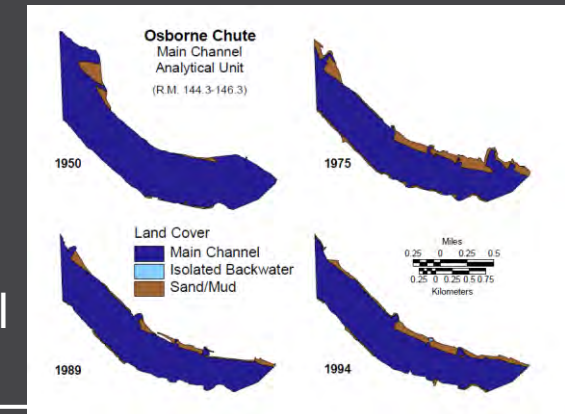 Osborne Chute
Main Channel
Analytical Unit
(R.M. 144.3-146.3)
1950
1975
Land Cover
Main Channel
Isolated Backwater
Sand/Mud
Miles
0.25 0 0.25 0.5
0.25 0 0.25 0.5 0.75
Kilometers
1989
1994